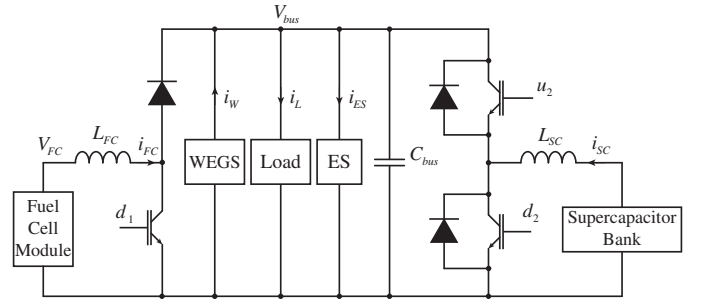 V_bus
i_W
i_L
i_ES
u_2
L_FC
V_FC
i_FC
WEGS
Load
ES
C_bus
L_SC
i_SC
Fuel
Cell
Module
d_1
d_2
Supercapacitor
Bank